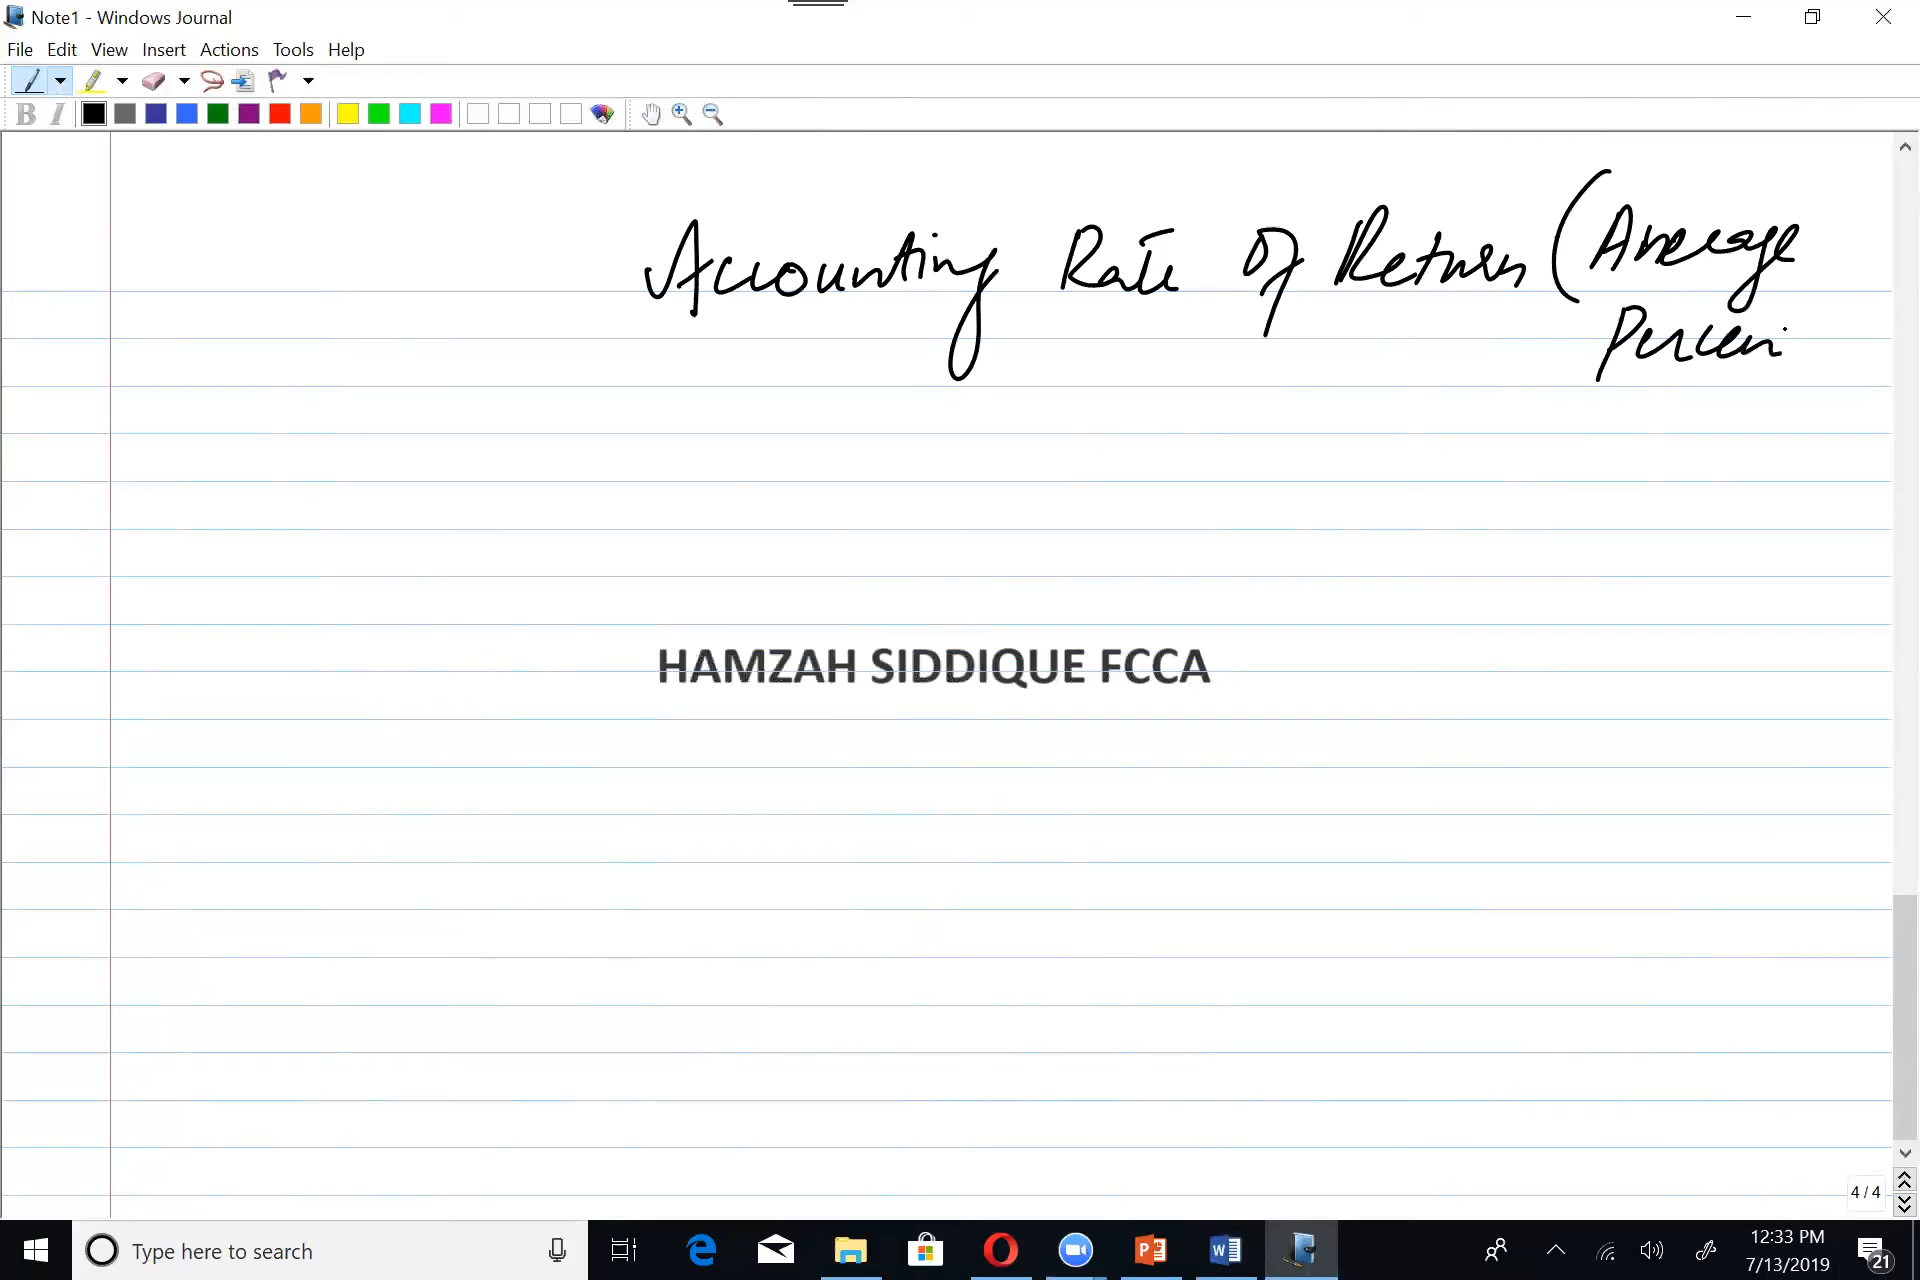 Note1 - Windows Journal
File Edit View Insert Actions Tools Help
B I
Accounting Rate Of Return (Average
Percen
HAMZAH SIDDIQUE FCCA
4 / 4
Type here to search
12:33 PM
7/13/2019
21